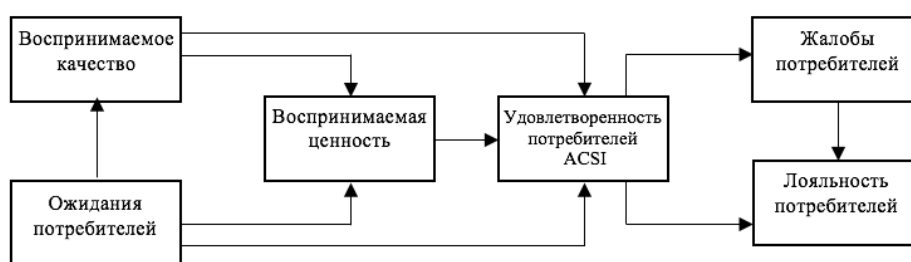 Воспринимаемое
качество
Жалобы
потребителей
Воспринимаемая
ценность
Удовлетворенность
потребителей
ACSI
Ожидания
потребителей
Лояльность
потребителей